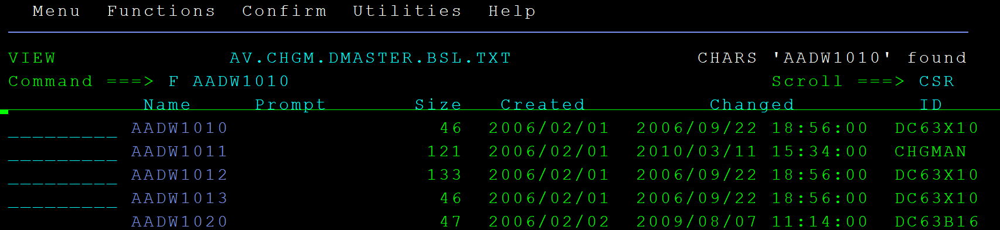 Menu Functions Confirm Utilities Help
VIEW AV.CHGM.DMASTER.BSL.TXT CHARS 'AADW1010' found
Command ===> F AADW1010 Scroll ===> CSR
Name Prompt Size Created Changed ID
_________ AADW1010 46 2006/02/01 2006/09/22 18:56:00 DC63X10
_________ AADW1011 121 2006/02/01 2010/03/11 15:34:00 CHGMAN
_________ AADW1012 133 2006/02/01 2006/09/22 18:56:00 DC63X10
_________ AADW1013 46 2006/02/01 2006/09/22 18:56:00 DC63X10
AADW1020 47 2006/02/02 2009/08/07 11:14:00 DC63B16